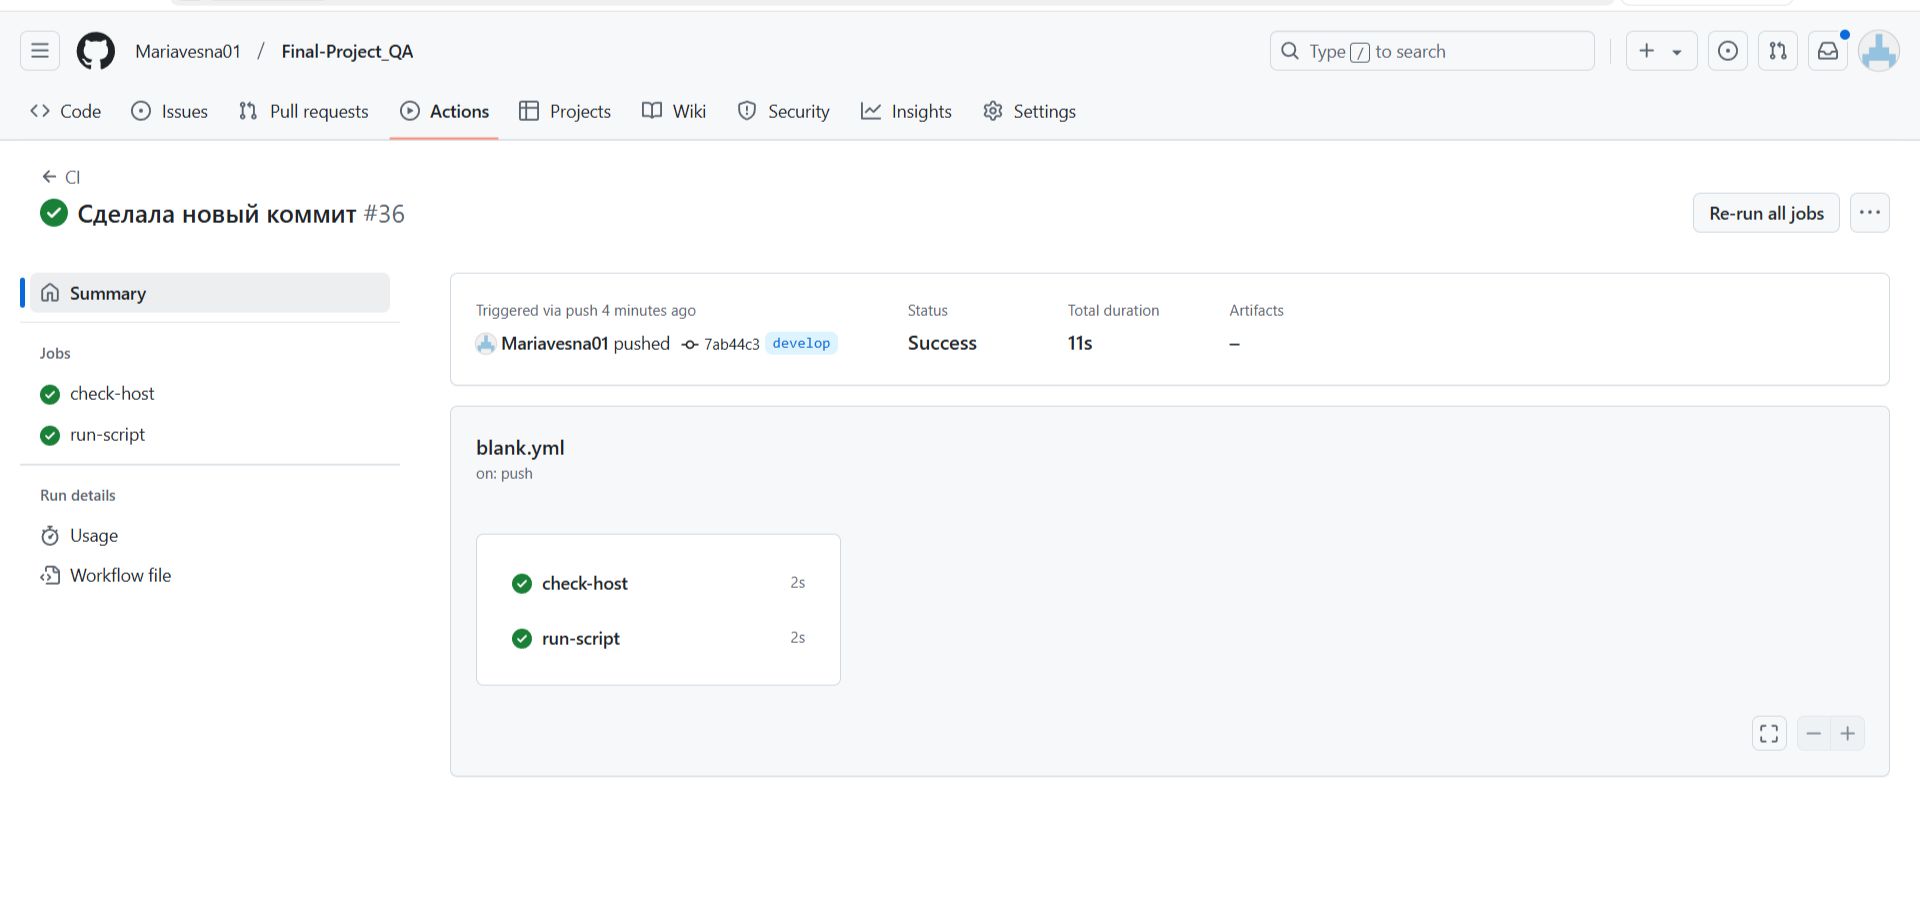 Mariavesna01 / Final-Project_QA
Type / to search
Code Issues Pull requests Actions Projects Wiki Security Insights Settings
CI
Сделала новый коммит #36
Re-run all jobs
Summary
Jobs
check-host
run-script
Run details
Usage
Workflow file
Triggered via push 4 minutes ago
Mariavesna01 pushed 7ab44c3 develop
Status
Success
Total duration
11s
Artifacts
–
blank.yml
on: push
check-host 2s
run-script 2s